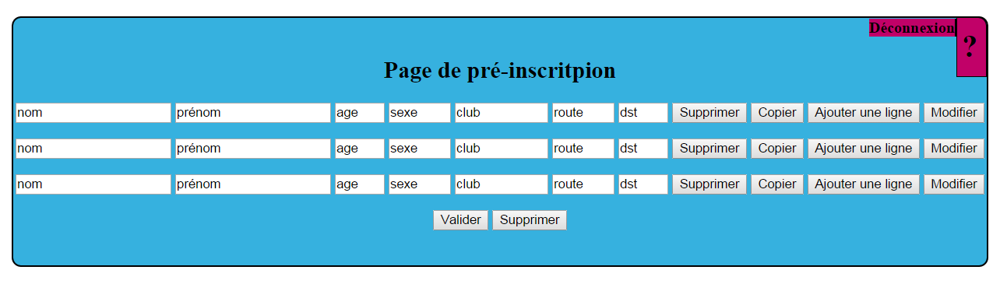 Déconnexion ?
Page de pré-inscritpion
nom prénom age sexe club route dst Supprimer Copier Ajouter une ligne Modifier
nom prénom age sexe club route dst Supprimer Copier Ajouter une ligne Modifier
nom prénom age sexe club route dst Supprimer Copier Ajouter une ligne Modifier
Valider Supprimer